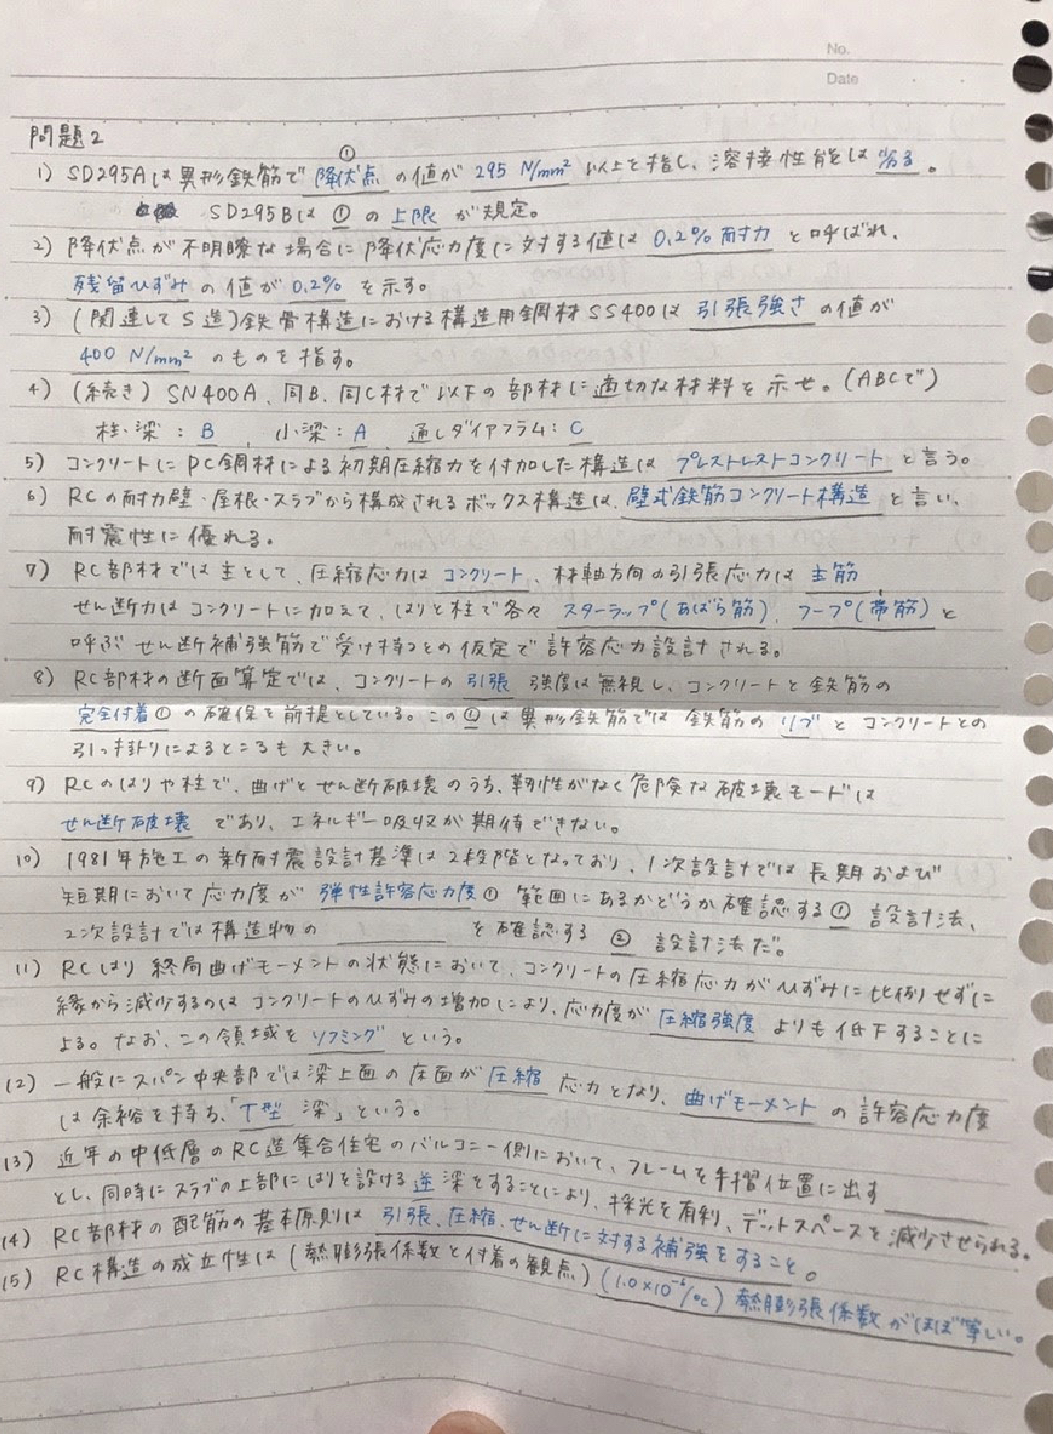 No.
Date
問題2
1) SD295Aは異形鉄筋で降伏点①の値が 295 N/mm² 以上を指し、溶接性能は劣る。
SD295Bは①の上限が規定。
2) 降伏点が不明瞭な場合に降伏応力度に対する値は 0.2%耐力 と呼ばれ、
残留ひずみの値が 0.2% を示す。
3) (関連してS造)鉄骨構造における構造用鋼材SS400は 引張強さ の値が
400 N/mm² のものを指す。
4) (続き) SN400A、同B、同C材で以下の部材に適切な材料を示せ。(ABCで)
柱・梁:B、小梁:A 通しダイアフラム:C
5) コンクリートにPC鋼材による初期圧縮力を付加した構造は プレストレストコンクリート と言う。
6) RCの耐力壁・屋根・スラブから構成されるボックス構造は、壁式鉄筋コンクリート構造 と言い、
耐震性に優れる。
7) RC部材では主として、圧縮応力は コンクリート、材軸方向の引張応力は 主筋
せん断力はコンクリートに加えて、はりと柱で各々 スターラップ(あばら筋)、フープ(帯筋) と
呼ぶせん断補強筋で受け持つとの仮定で許容応力設計される。
8) RC部材の断面算定では、コンクリートの 引張 強度は無視し、コンクリートと鉄筋の
完全付着① の確保を前提としている。この①は異形鉄筋では鉄筋の リブ とコンクリートとの
引っ掛りによるところも大きい。
9) RCのはりや柱で、曲げとせん断破壊のうち、靭性がなく危険な破壊モードは
せん断破壊 であり、エネルギー吸収が期待できない。
10) 1981年施工の新耐震設計基準は2段階となっており、1次設計では長期および
短期において応力度が 弾性許容応力度① 範囲にあるかどうか確認する① 設計法、
2次設計では構造物の を確認する ② 設計法だ。
11) RCはり終局曲げモーメントの状態において、コンクリートの圧縮応力がひずみに比例せずに
縁から減少するのはコンクリートのひずみの増加により、応力度が 圧縮強度 よりも低下することに
よる。なお、この領域を ソフミング という。
12) 一般にスパン中央部では梁上面の床面が 圧縮 応力となり、曲げモーメント の許容応力度
は余裕を持ち、「T型 梁」という。
13) 近年の中低層のRC造集合住宅のバルコニー側において、フレームを手摺位置に出す
とし、同時にスラブの上部にはりを設ける 逆 梁とすることにより、採光を有利、デットスペースを減少させられる。
14) RC部材の配筋の基本原則は 引張、圧縮、せん断に対する補強をすること。
15) RC構造の成立性は(熱膨張係数と付着の観点)(1.0×10⁻⁶/℃) 熱膨張係数がほぼ等しい。